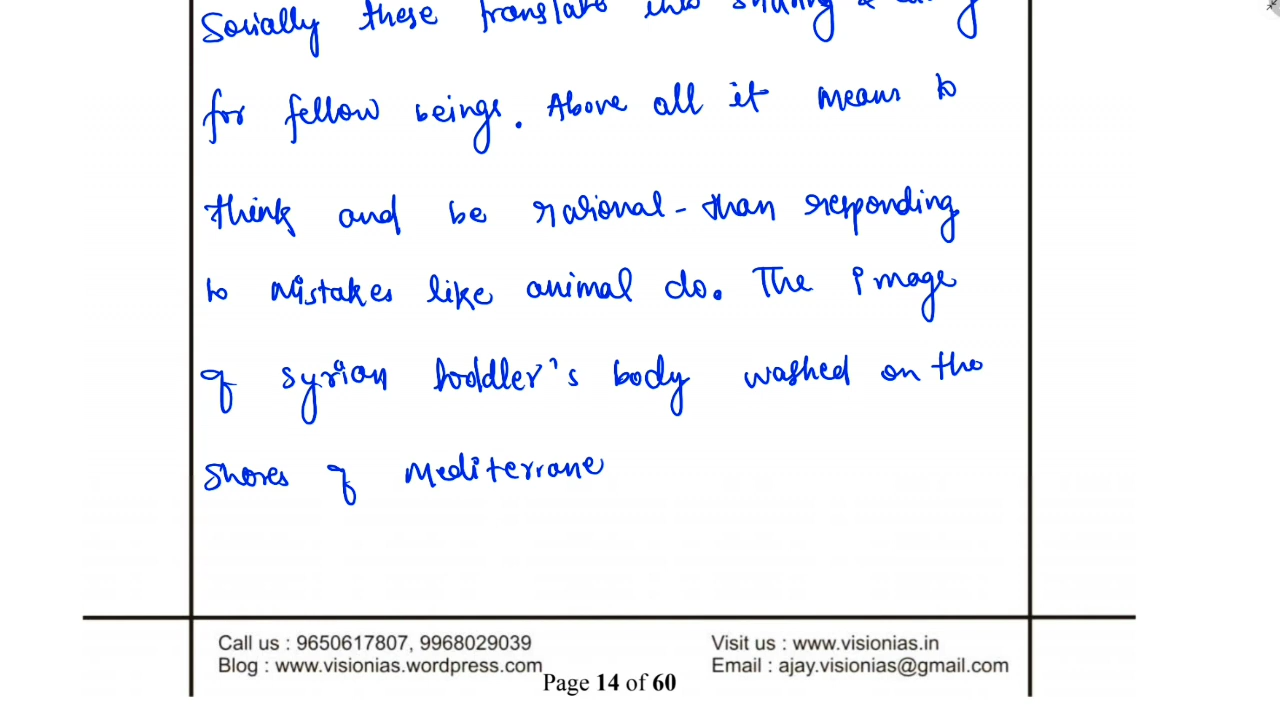 Socially these translate into sharing & caring
for fellow beings. Above all it means to
think and be rational - than responding
to mistakes like animal do. The image
of syrian toddler's body washed on the
shores of Mediterrane
Call us : 9650617807, 9968029039 Visit us : www.visionias.in
Blog : www.visionias.wordpress.com Email : ajay.visionias@gmail.com
Page 14 of 60